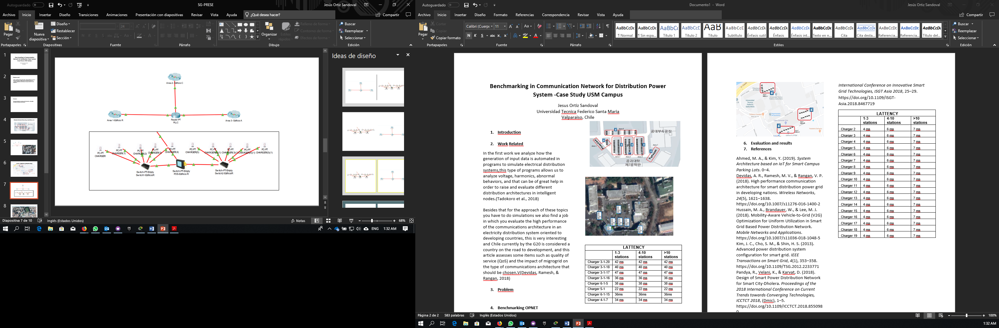 Autoguardado
SG-PRESE
Jesús Ortiz Sandoval
Archivo Inicio Insertar Diseño Transiciones Animaciones Presentación con diapositivas Revisar Vista Ayuda ¿Qué desea hacer? Compartir
Pegar
Nueva diapositiva
Diseño
Restablecer
Sección
24
Organizar
Estilos rápidos
Relleno de forma
Contorno de forma
Efectos de forma
Buscar
Reemplazar
Seleccionar
Portapapeles Diapositivas Fuente Párrafo Dibujo Edición
1
2
3
4
5
6
7
8
Area 2- Edificio C
Area 1-Edificio R
Router-PT
PLLC
Area 3- Edificio A
PC-PT
CHARGER
PC-PT
CHARGER(1)
PC-PT
CHARGER(2)
PC-PT
PC-PT
CHARGER(4)
PC-PT
CHARGER(5)
PC-PT
PC-PT
PC-PT
PC-PT
CHARGER(5)(1)
Switch-PT-Empty
Switch1-EdificioR
Switch-PT-Empty
POS-Edificio R
Switch-PT-Empty
Switch2-EdificioR
Ideas de diseño
Diapositiva 7 de 10 Inglés (Estados Unidos) Notas 68%
ENG 1:32 AM
Autoguardado
Documento1 - Word
Jesús Ortiz Sandoval
Archivo Inicio Insertar Diseño Formato Referencias Correspondencia Revisar Vista Ayuda Compartir
Pegar
Cortar
Copiar
Copiar formato
Calibri (Cuerp 11
AaBbCcDc ¶ Normal
AaBbCcDc ¶ Sin espa...
AaBbC Título 1
AaBbCcE Título 2
AaB Título
AaBbCcD Subtítulo
AaBbCcDc Énfasis sutil
AaBbCcDc Énfasis
AaBbCcDc Énfasis int...
AaBbCcDc Texto en n...
AaBbCcDc Cita
AaBbCcDc Cita desta...
AaBbCcDc Referencia...
AaBbCcDc Referencia...
AaBbCcDc Título del...
Buscar
Reemplazar
Seleccionar
Portapapeles Fuente Párrafo Estilos Edición
Benchmarking in Communication Network for Distribution Power
System -Case Study USM Campus
Jesus Ortiz Sandoval
Universidad Tecnica Federico Santa Maria
Valparaiso, Chile
1. Introduction
2. Work Related
In the first work we analyze how the
generation of input data is automated in
programs to simulate electrical distribution
systems,this type of programs allows us to
analyze voltage, harmonics, abnormal
behaviors, and that can be of great help in
order to raise and evaluate different
distribution architectures in intelligent
nodes.(Tadokoro et al., 2018)
Besides that for the approach of these topics
you have to do simulations we also find a job
in which you evaluate the high performance
of the communications architecture in an
electricity distribution system oriented to
developing countries, this is very interesting
and Chile currently by the G20 is considered a
country on the road to development, and this
article assesses some items such as quality of
service (QoS) and the impact of migrogrid on
the type of communications architecture that
should be chosen.V(Devidas, Ramesh, &
Rangan, 2018)
3. Problem
4. Benchmarking OPNET
공대부속공장
공과대학
제7공학관
LATTENCY
1-3 stations 4-10 stations >10 stations
Charger 3-1-20 42 ms 42 ms 42 ms
Charger 3-1-18 40 ms 40 ms 40 ms
Charger 3-1-17 47 ms 47 ms 47 ms
Charger 3-1-16 36 ms 36 ms 36 ms
Charger 6-1-5 38 ms 38 ms 38 ms
Charger 5-1 22 ms 22 ms 22 ms
Charger 6-1-15 36ms 36ms 36ms
Charger 4-1-7 34 ms 34 ms 34 ms
Universidad
Técnica
Federico
Santa María
Universidad Técnica
Federico Santa María
6. Evaluation and results
7. References
Ahmed, M. A., & Kim, Y. (2019). System
Architecture based on IoT for Smart Campus
Parking Lots. 0–4.
Devidas, A. R., Ramesh, M. V., & Rangan, V. P.
(2018). High performance communication
architecture for smart distribution power grid
in developing nations. Wireless Networks,
24(5), 1621–1638.
https://doi.org/10.1007/s11276-016-1400-2
Hussain, M. A., Brandauer, W., & Lee, M. J.
(2018). Mobility-Aware Vehicle-to-Grid (V2G)
Optimization for Uniform Utilization in Smart
Grid Based Power Distribution Network.
Mobile Networks and Applications.
https://doi.org/10.1007/s11036-018-1048-5
Kim, J. C., Cho, S. M., & Shin, H. S. (2013).
Advanced power distribution system
configuration for smart grid. IEEE
Transactions on Smart Grid, 4(1), 353–358.
https://doi.org/10.1109/TSG.2012.2233771
Pandya, R., Velani, K., & Karvat, D. (2018).
Design of Smart Power Distribution Network
for Smart City-Dholera. Proceedings of the
2018 International Conference on Current
Trends towards Converging Technologies,
ICCTCT 2018, (Dmic), 1–5.
https://doi.org/10.1109/ICCTCT.2018.855098
0
International Conference on Innovative Smart
Grid Technologies, ISGT Asia 2018, 25–29.
https://doi.org/10.1109/ISGT-
Asia.2018.8467719
LATTENCY
1-3 stations 4-10 stations >10 stations
Charger 2 4 ms 6 ms 7 ms
Charger 3 4 ms 6 ms 7 ms
Charger 4 4 ms 6 ms 7 ms
Charger 5 4 ms 6 ms 7 ms
Charger 6 4 ms 6 ms 7 ms
Charger 7 4 ms 6 ms 7 ms
Charger 8 4 ms 6 ms 7 ms
Charger 9 4 ms 6 ms 7 ms
Charger 10 4 ms 6 ms 7 ms
Charger 11 4 ms 6 ms 7 ms
Charger 12 4 ms 6 ms 7 ms
Charger 13 4 ms 6 ms 7 ms
Charger 14 4 ms 6 ms 7 ms
Charger 15 4 ms 6 ms 7 ms
Charger 16 4 ms 6 ms 7 ms
Charger 17 4 ms 6 ms 7 ms
Charger 18 4 ms 6 ms 7 ms
Charger 19 4 ms 6 ms 7 ms
Página 2 de 2 583 palabras Inglés (Estados Unidos) 100%
1:32 AM